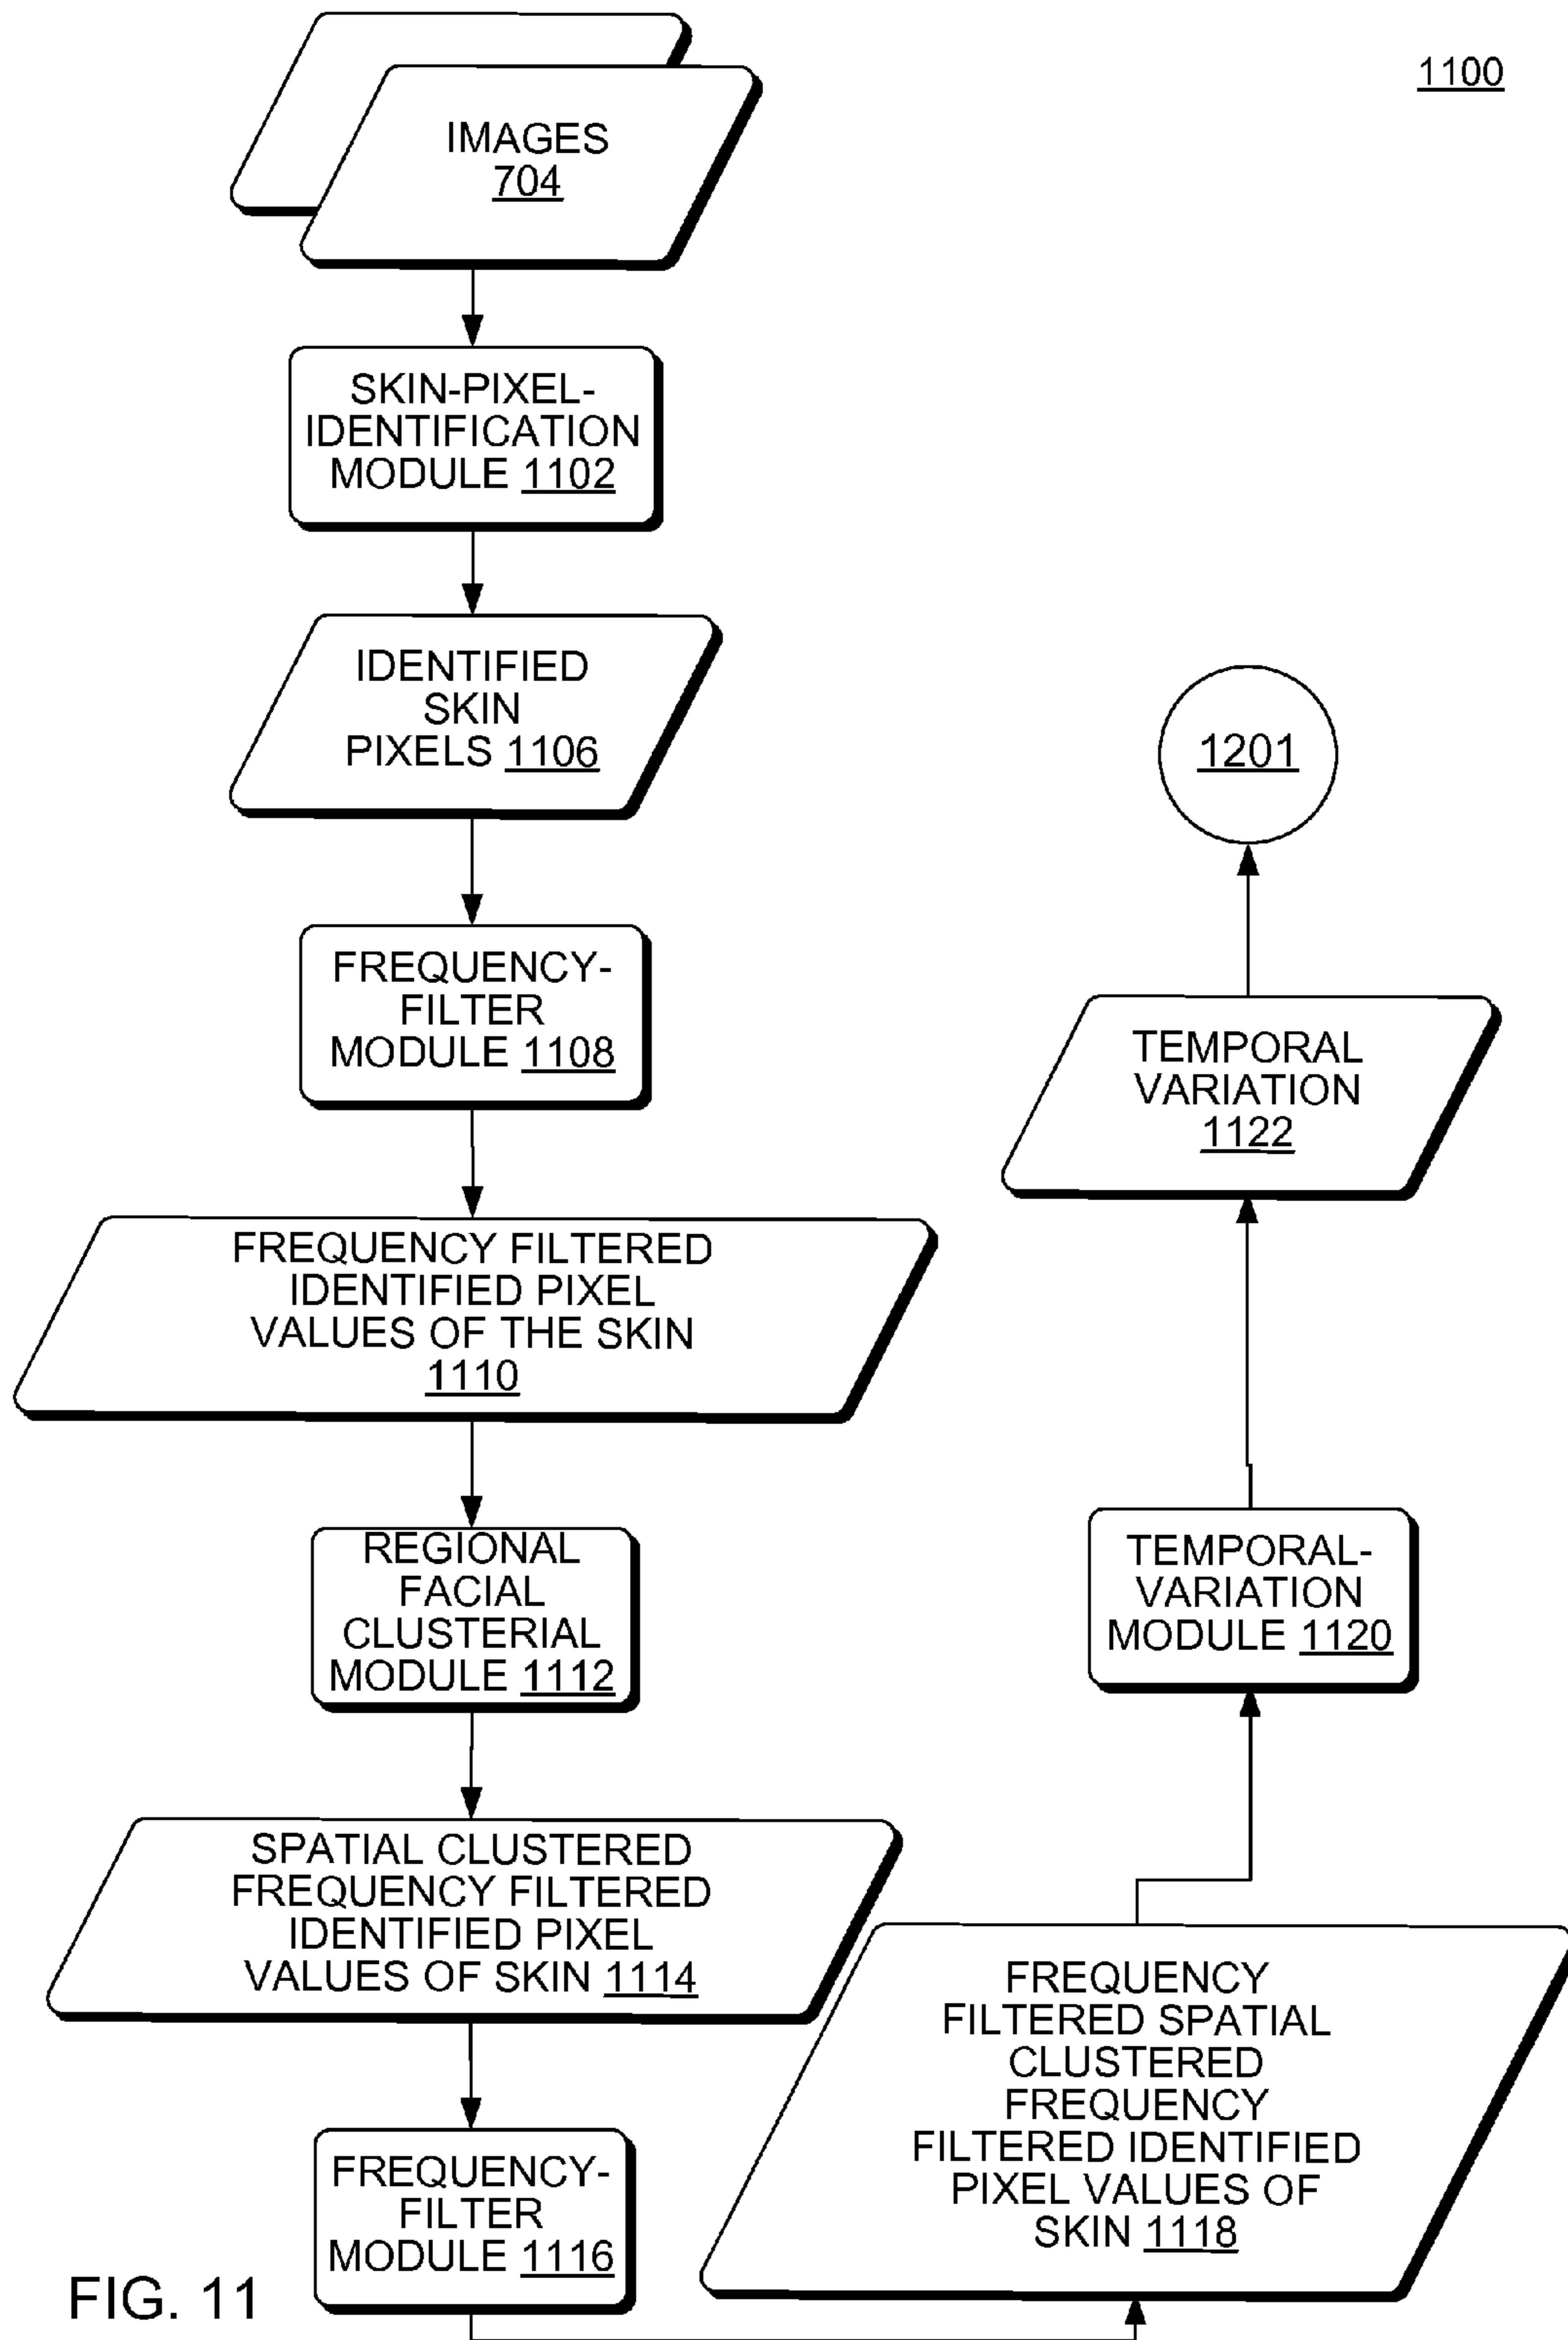 1100
IMAGES
704
SKIN-PIXEL-
IDENTIFICATION
MODULE 1102
IDENTIFIED
SKIN
PIXELS 1106
FREQUENCY-
FILTER
MODULE 1108
FREQUENCY FILTERED
IDENTIFIED PIXEL
VALUES OF THE SKIN
1110
REGIONAL
FACIAL
CLUSTERIAL
MODULE 1112
SPATIAL CLUSTERED
FREQUENCY FILTERED
IDENTIFIED PIXEL
VALUES OF SKIN 1114
FREQUENCY-
FILTER
MODULE 1116
FREQUENCY
FILTERED SPATIAL
CLUSTERED
FREQUENCY
FILTERED IDENTIFIED
PIXEL VALUES OF
SKIN 1118
TEMPORAL-
VARIATION
MODULE 1120
TEMPORAL
VARIATION
1122
1201
FIG. 11